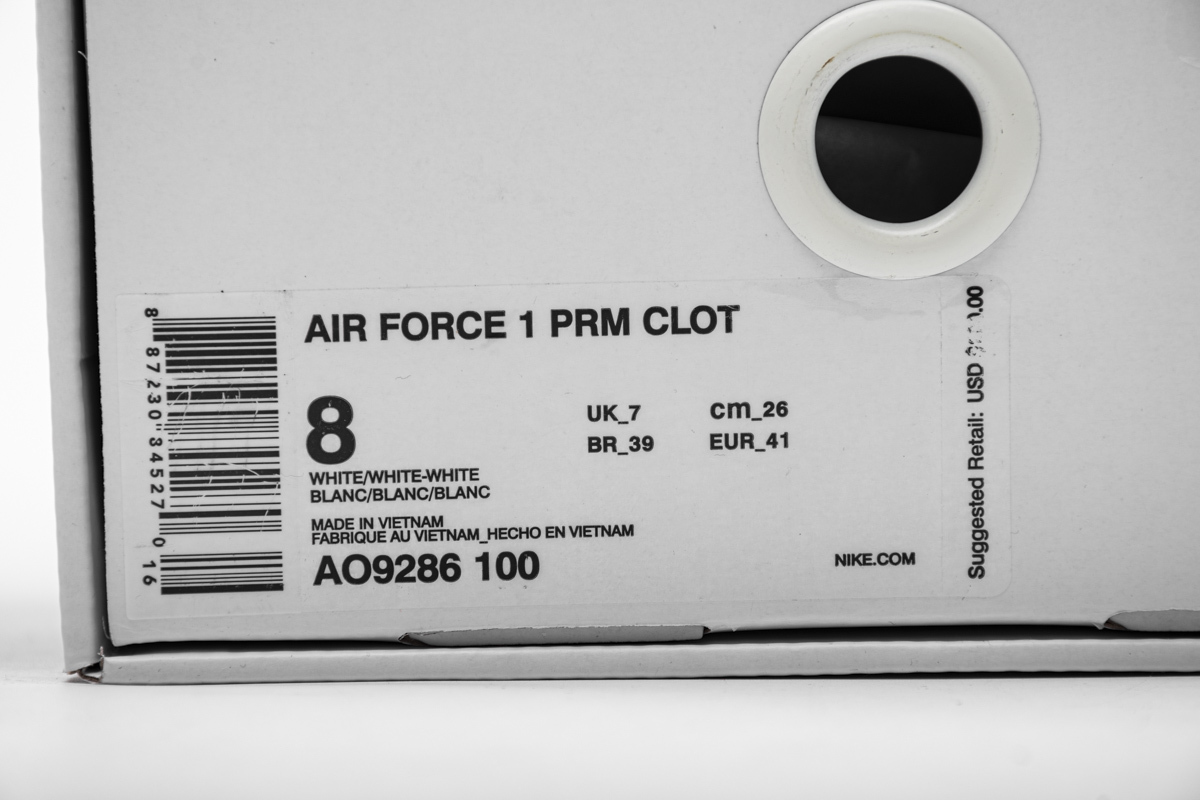 AIR FORCE 1 PRM CLOT
8
UK_7 cm_26
BR_39 EUR_41
WHITE/WHITE-WHITE
BLANC/BLANC/BLANC
MADE IN VIETNAM
FABRIQUE AU VIETNAM_HECHO EN VIETNAM
AO9286 100
NIKE.COM
8 87230"84527 0 16
Suggested Retail: USD